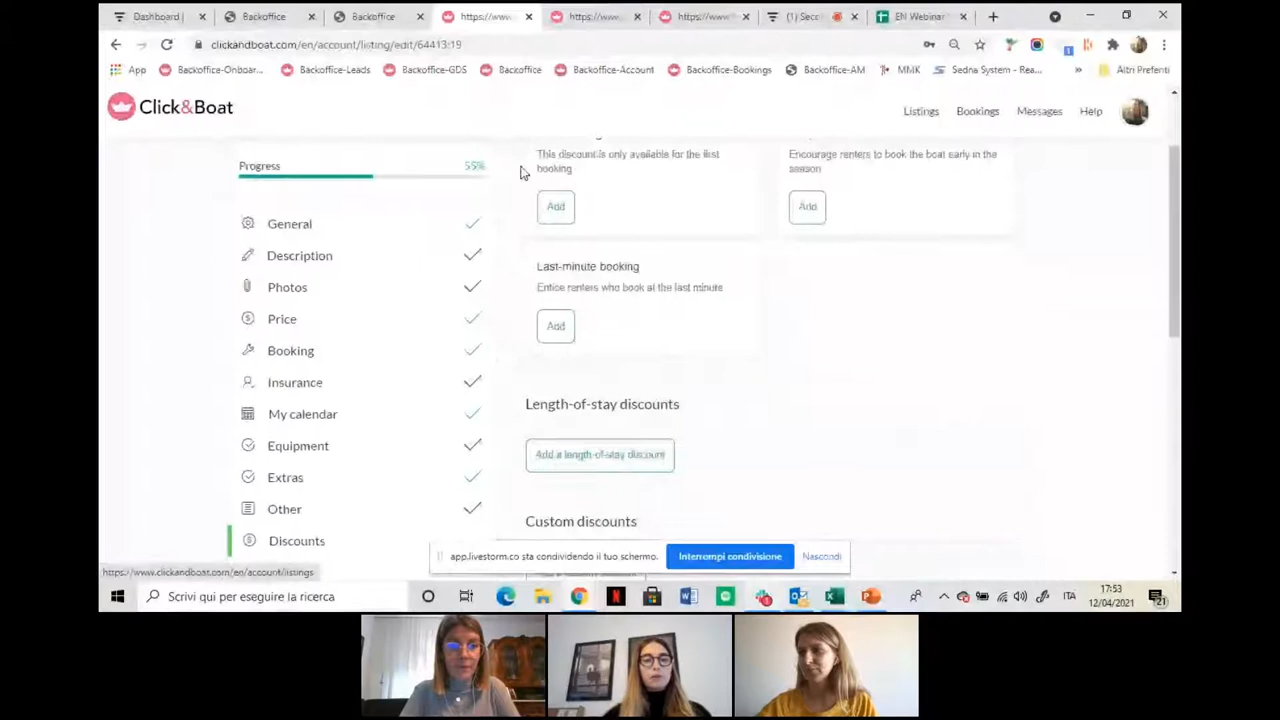 Dashboard |
Backoffice
Backoffice
https://www.
https://www.
https://www.
(1) Secc
EN Webinar
clickandboat.com/en/account/listing/edit/64413:19
App
Backoffice-Onboar...
Backoffice-Leads
Backoffice-GDS
Backoffice
Backoffice-Account
Backoffice-Bookings
Backoffice-AM
MMK
Sedna System - Rea...
»
Altri Preferiti
Click&Boat
Listings
Bookings
Messages
Help
Progress
55%
General
Description
Photos
Price
Booking
Insurance
My calendar
Equipment
Extras
Other
Discounts
This discount is only available for the first
booking
Add
Encourage renters to book the boat early in the
season
Add
Last-minute booking
Entice renters who book at the last minute
Add
Length-of-stay discounts
Add a length-of-stay discount
Custom discounts
app.livestorm.co sta condividendo il tuo schermo.
Interrompi condivisione
Nascondi
https://www.clickandboat.com/en/account/listings
Scrivi qui per eseguire la ricerca
ITA
17:53
12/04/2021
21